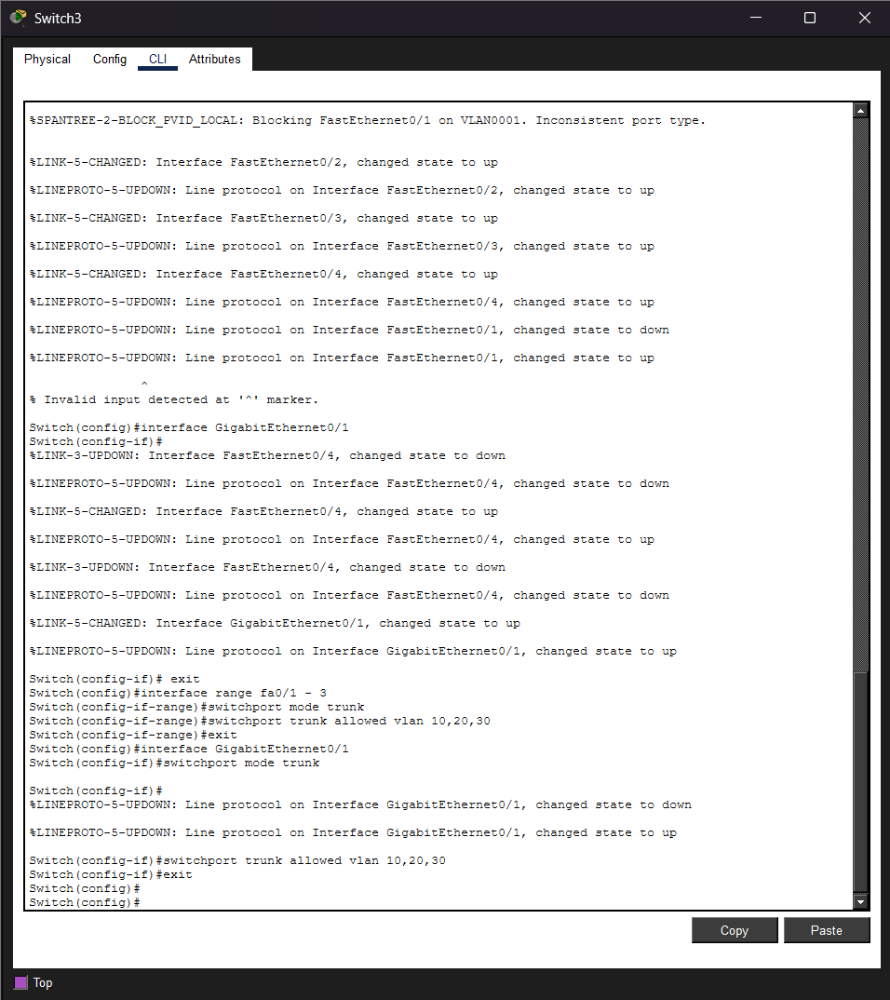 Switch3
Physical Config CLI Attributes
%SPANTREE-2-BLOCK_PVID_LOCAL: Blocking FastEthernet0/1 on VLAN0001. Inconsistent port type.
%LINK-5-CHANGED: Interface FastEthernet0/2, changed state to up
%LINEPROTO-5-UPDOWN: Line protocol on Interface FastEthernet0/2, changed state to up
%LINK-5-CHANGED: Interface FastEthernet0/3, changed state to up
%LINEPROTO-5-UPDOWN: Line protocol on Interface FastEthernet0/3, changed state to up
%LINK-5-CHANGED: Interface FastEthernet0/4, changed state to up
%LINEPROTO-5-UPDOWN: Line protocol on Interface FastEthernet0/4, changed state to up
%LINEPROTO-5-UPDOWN: Line protocol on Interface FastEthernet0/1, changed state to down
%LINEPROTO-5-UPDOWN: Line protocol on Interface FastEthernet0/1, changed state to up
^
% Invalid input detected at '^' marker.
Switch(config)#interface GigabitEthernet0/1
Switch(config-if)#
%LINK-3-UPDOWN: Interface FastEthernet0/4, changed state to down
%LINEPROTO-5-UPDOWN: Line protocol on Interface FastEthernet0/4, changed state to down
%LINK-5-CHANGED: Interface FastEthernet0/4, changed state to up
%LINEPROTO-5-UPDOWN: Line protocol on Interface FastEthernet0/4, changed state to up
%LINK-3-UPDOWN: Interface FastEthernet0/4, changed state to down
%LINEPROTO-5-UPDOWN: Line protocol on Interface FastEthernet0/4, changed state to down
%LINK-5-CHANGED: Interface GigabitEthernet0/1, changed state to up
%LINEPROTO-5-UPDOWN: Line protocol on Interface GigabitEthernet0/1, changed state to up
Switch(config-if)# exit
Switch(config)#interface range fa0/1 - 3
Switch(config-if-range)#switchport mode trunk
Switch(config-if-range)#switchport trunk allowed vlan 10,20,30
Switch(config-if-range)#exit
Switch(config)#interface GigabitEthernet0/1
Switch(config-if)#switchport mode trunk
Switch(config-if)#
%LINEPROTO-5-UPDOWN: Line protocol on Interface GigabitEthernet0/1, changed state to down
%LINEPROTO-5-UPDOWN: Line protocol on Interface GigabitEthernet0/1, changed state to up
Switch(config-if)#switchport trunk allowed vlan 10,20,30
Switch(config-if)#exit
Switch(config)#
Switch(config)#
Copy Paste
Top